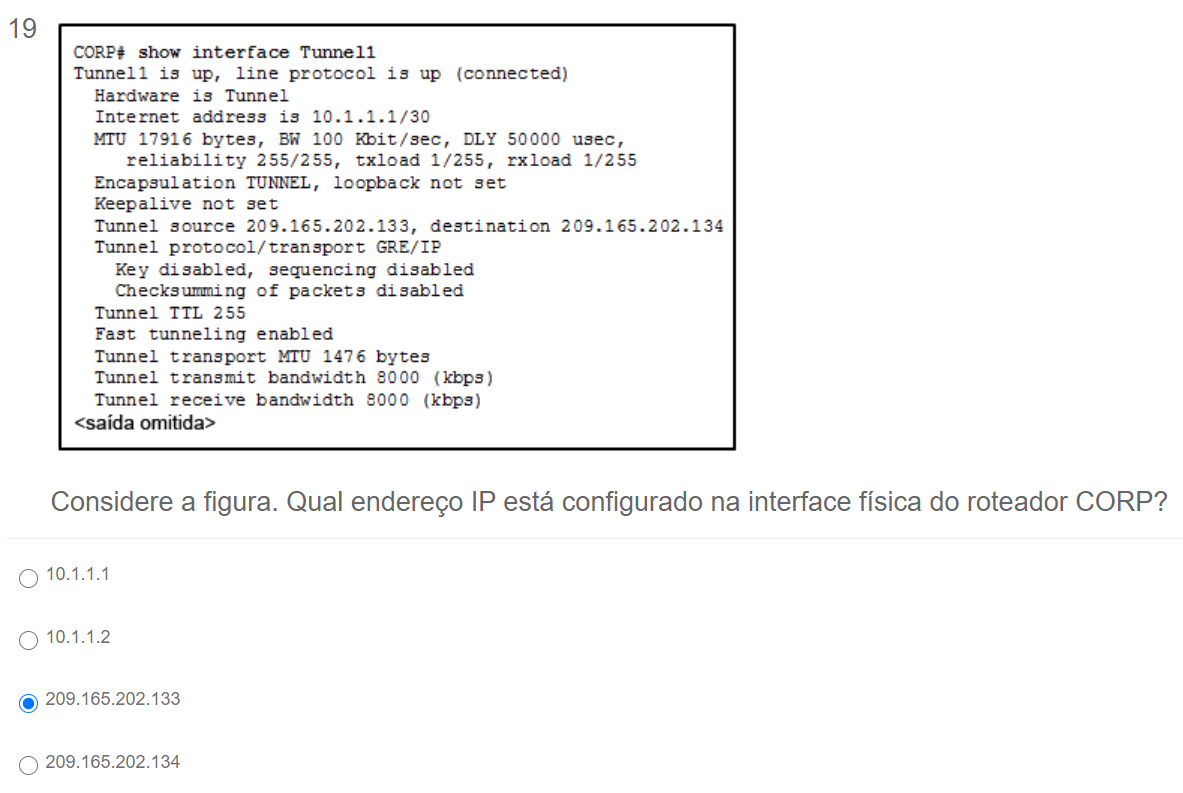 19
CORP# show interface Tunnel1
Tunnel1 is up, line protocol is up (connected)
Hardware is Tunnel
Internet address is 10.1.1.1/30
MTU 17916 bytes, BW 100 Kbit/sec, DLY 50000 usec,
reliability 255/255, txload 1/255, rxload 1/255
Encapsulation TUNNEL, loopback not set
Keepalive not set
Tunnel source 209.165.202.133, destination 209.165.202.134
Tunnel protocol/transport GRE/IP
Key disabled, sequencing disabled
Checksumming of packets disabled
Tunnel TTL 255
Fast tunneling enabled
Tunnel transport MTU 1476 bytes
Tunnel transmit bandwidth 8000 (kbps)
Tunnel receive bandwidth 8000 (kbps)
<saída omitida>
Considere a figura. Qual endereço IP está configurado na interface física do roteador CORP?
10.1.1.1
10.1.1.2
209.165.202.133
209.165.202.134